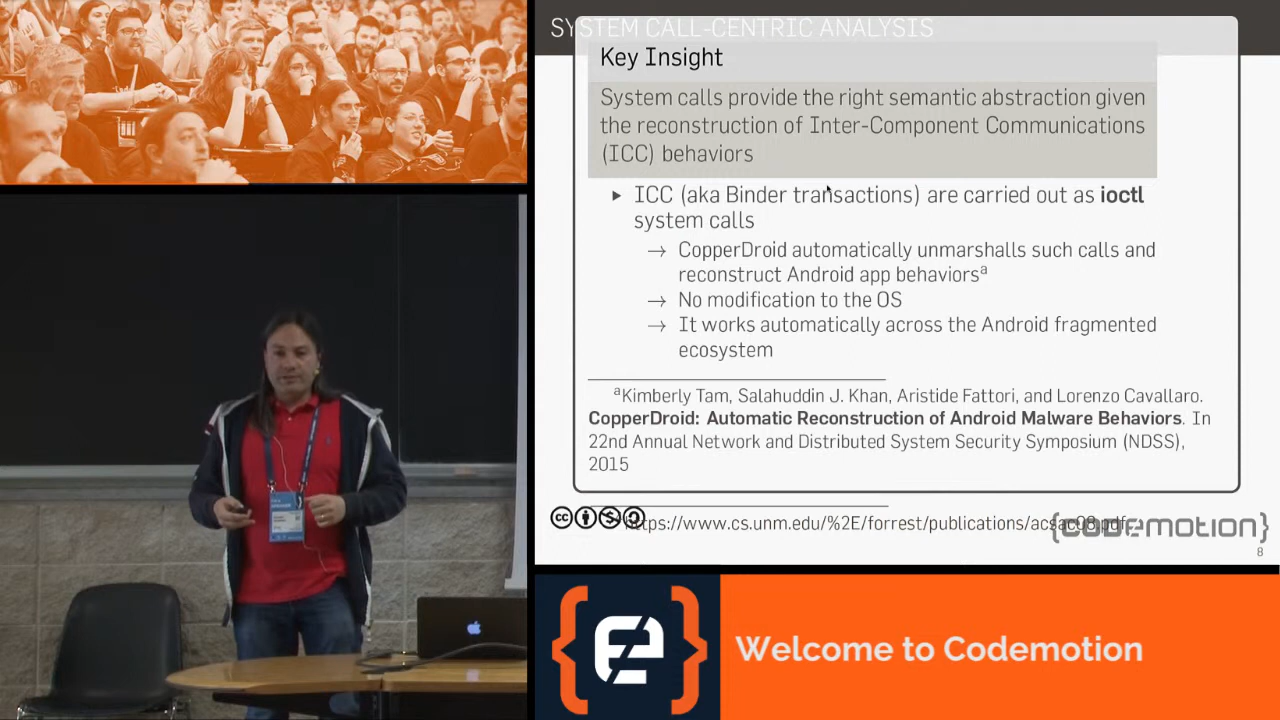 SYSTEM CALL-CENTRIC ANALYSIS
Key Insight
System calls provide the right semantic abstraction given
the reconstruction of Inter-Component Communications
(ICC) behaviors
▶ ICC (aka Binder transactions) are carried out as ioctl
system calls
→ CopperDroid automatically unmarshalls such calls and
reconstruct Android app behaviorsᵃ
→ No modification to the OS
→ It works automatically across the Android fragmented
ecosystem
ᵃKimberly Tam, Salahuddin J. Khan, Aristide Fattori, and Lorenzo Cavallaro.
CopperDroid: Automatic Reconstruction of Android Malware Behaviors. In
22nd Annual Network and Distributed System Security Symposium (NDSS),
2015
https://www.cs.unm.edu/%2E/forrest/publications/acsac08.pdf
{codemotion}
8
Welcome to Codemotion